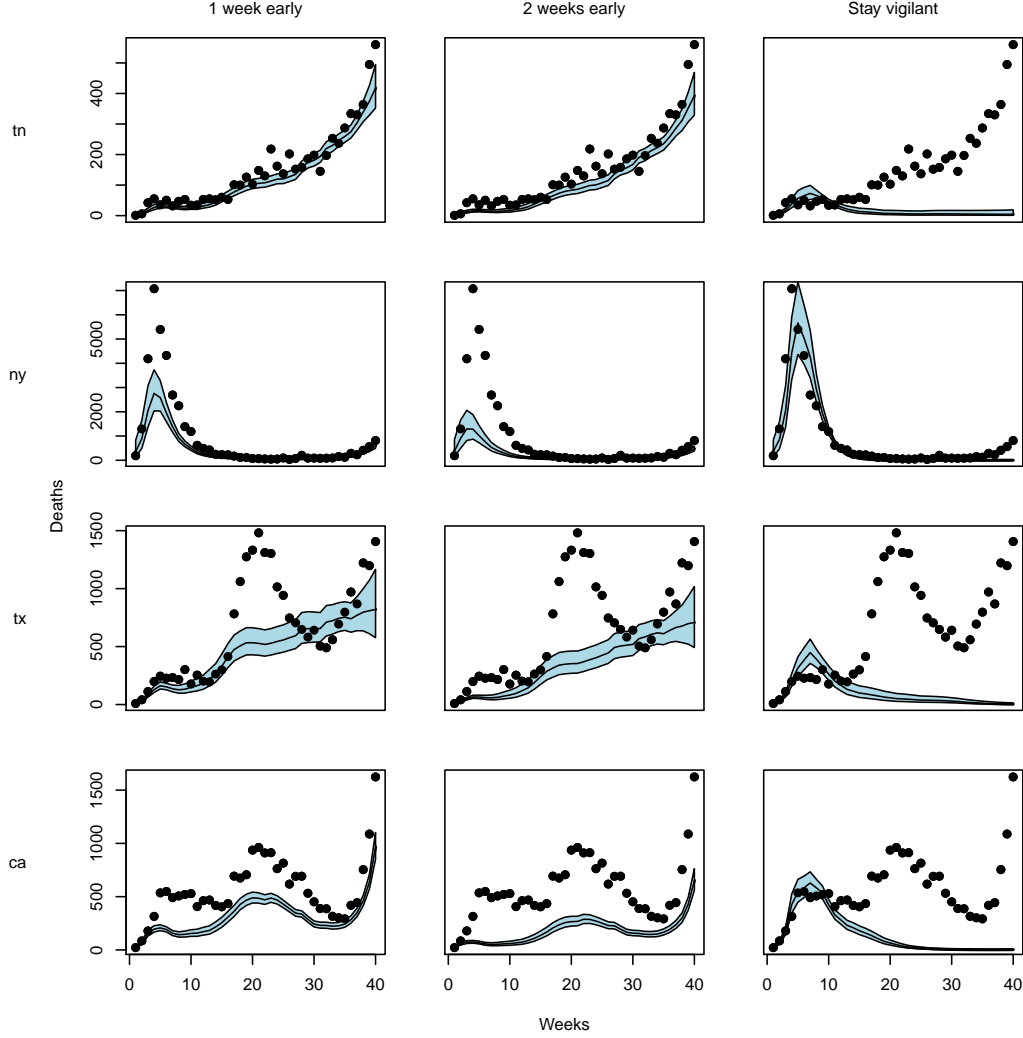 1 week early 2 weeks early Stay vigilant
tn
0 200 400
ny
0 2000 5000
Deaths
tx
0 500 1000 1500
ca
0 500 1000 1500
0 10 20 30 40 0 10 20 30 40 0 10 20 30 40
Weeks